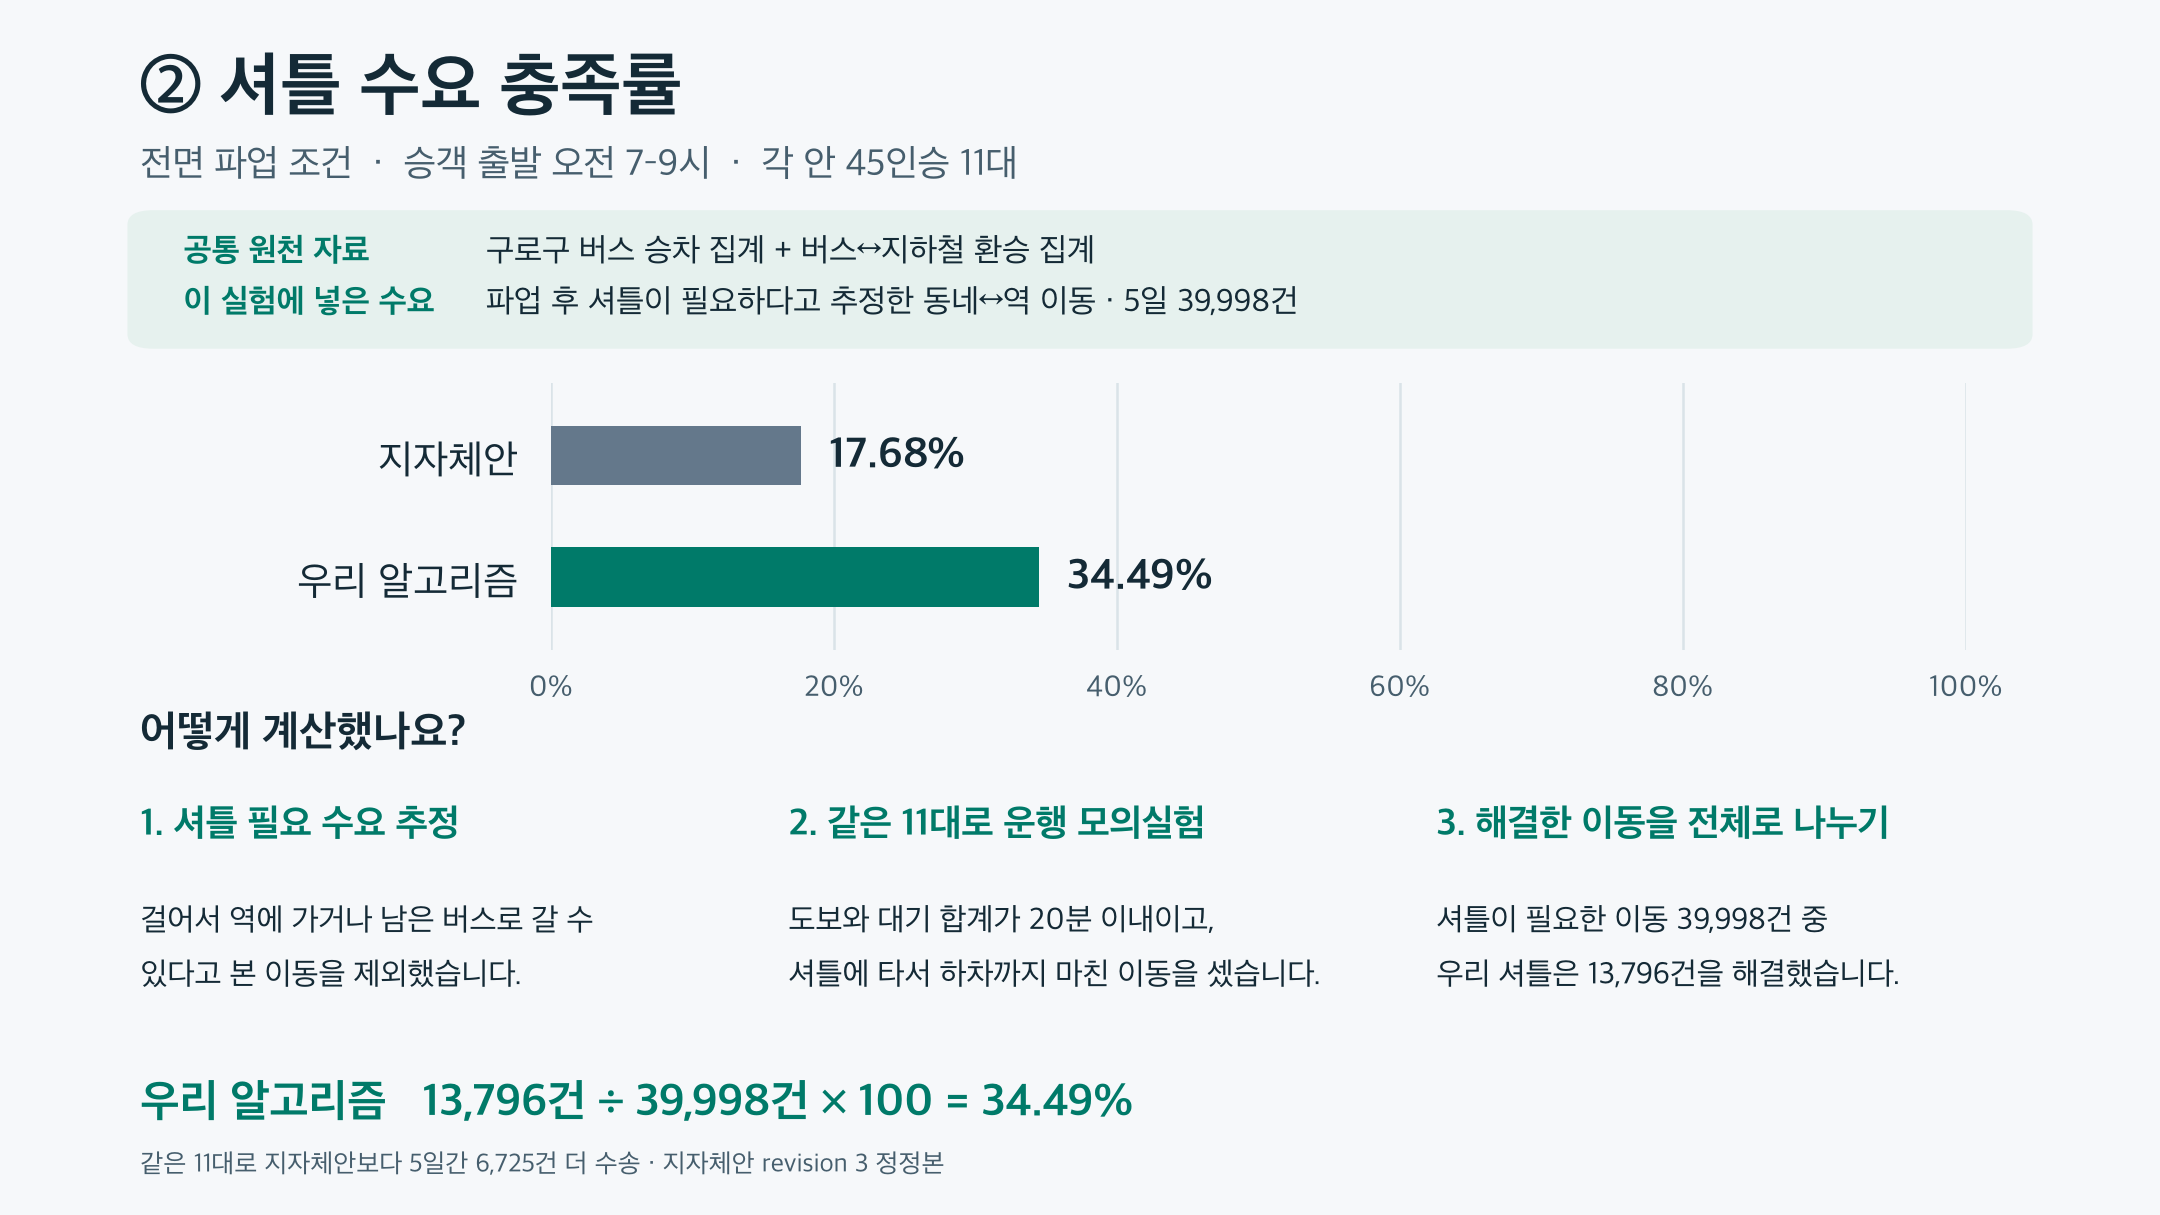 ② 셔틀 수요 충족률
전면 파업 조건 · 승객 출발 오전 7-9시 · 각 안 45인승 11대
공통 원천 자료 구로구 버스 승차 집계 + 버스↔지하철 환승 집계
이 실험에 넣은 수요 파업 후 셔틀이 필요하다고 추정한 동네↔역 이동 · 5일 39,998건
지자체안 17.68%
우리 알고리즘 34.49%
0% 20% 40% 60% 80% 100%
어떻게 계산했나요?
1. 셔틀 필요 수요 추정
걸어서 역에 가거나 남은 버스로 갈 수
있다고 본 이동을 제외했습니다.
2. 같은 11대로 운행 모의실험
도보와 대기 합계가 20분 이내이고,
셔틀에 타서 하차까지 마친 이동을 셌습니다.
3. 해결한 이동을 전체로 나누기
셔틀이 필요한 이동 39,998건 중
우리 셔틀은 13,796건을 해결했습니다.
우리 알고리즘 13,796건 ÷ 39,998건 × 100 = 34.49%
같은 11대로 지자체안보다 5일간 6,725건 더 수송 · 지자체안 revision 3 정정본